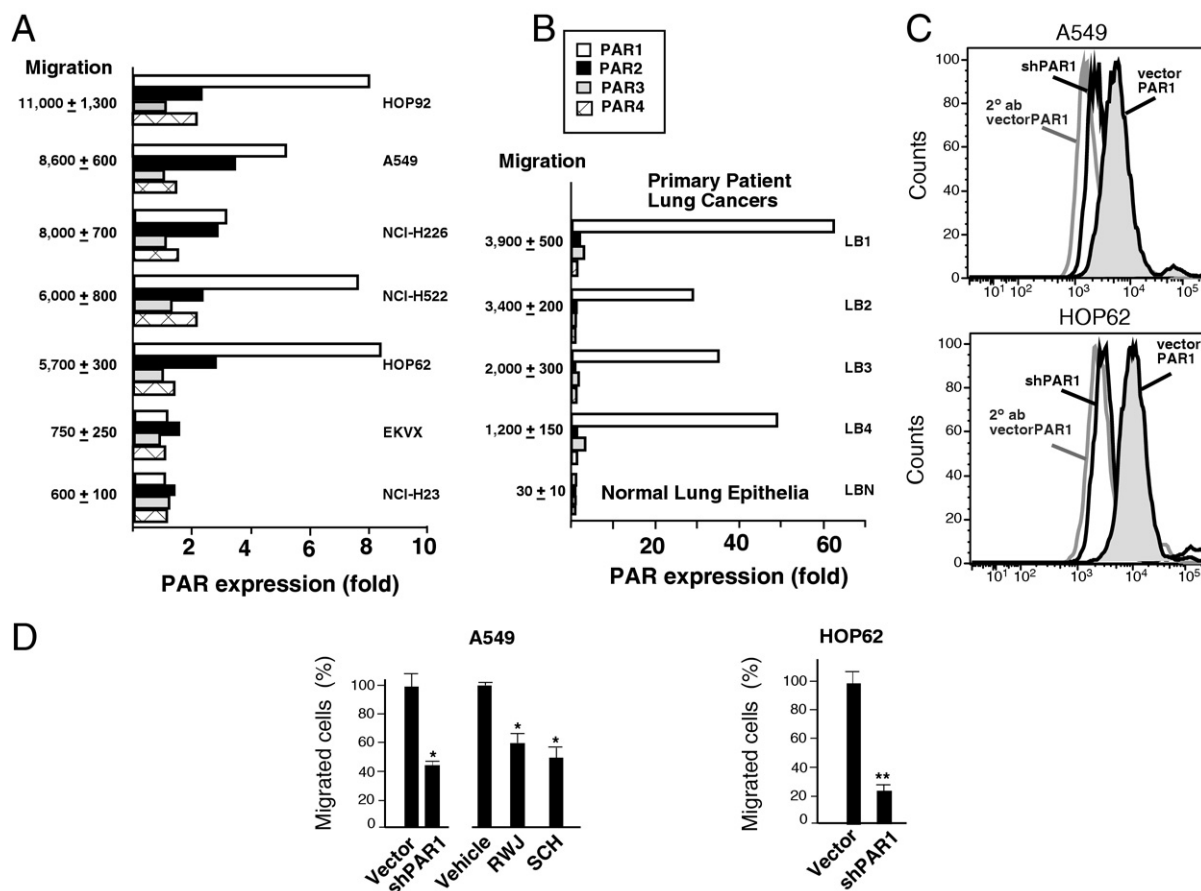 A
Migration
11,000 ± 1,300
HOP92
8,600 ± 600
A549
8,000 ± 700
NCI-H226
6,000 ± 800
NCI-H522
5,700 ± 300
HOP62
750 ± 250
EKVX
600 ± 100
NCI-H23
2 4 6 8 10
PAR expression (fold)
B
PAR1
PAR2
PAR3
PAR4
Migration
Primary Patient
Lung Cancers
3,900 ± 500
LB1
3,400 ± 200
LB2
2,000 ± 300
LB3
1,200 ± 150
LB4
30 ± 10
Normal Lung Epithelia
LBN
20 40 60
PAR expression (fold)
C
A549
Counts
100
80
60
40
20
0
shPAR1
vector
PAR1
2° ab
vectorPAR1
10¹ 10² 10³ 10⁴ 10⁵
HOP62
Counts
100
80
60
40
20
0
vector
PAR1
shPAR1
2° ab
vectorPAR1
10¹ 10² 10³ 10⁴ 10⁵
D
A549
Migrated cells (%)
100
80
60
40
20
0
*
* *
Vector
shPAR1
Vehicle
RWJ
SCH
HOP62
Migrated cells (%)
100
80
60
40
20
0
**
Vector
shPAR1